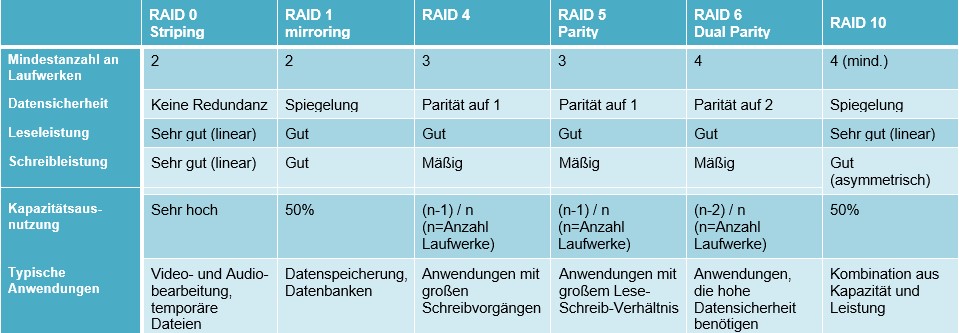 RAID 0 Striping | RAID 1 mirroring | RAID 4 | RAID 5 Parity | RAID 6 Dual Parity | RAID 10
Mindestanzahl an Laufwerken | 2 | 2 | 3 | 3 | 4 | 4 (mind.)
Datensicherheit | Keine Redundanz | Spiegelung | Parität auf 1 | Parität auf 1 | Parität auf 2 | Spiegelung
Leseleistung | Sehr gut (linear) | Gut | Gut | Gut | Gut | Sehr gut (linear)
Schreibleistung | Sehr gut (linear) | Gut | Mäßig | Mäßig | Mäßig | Gut (asymmetrisch)
Kapazitätsaus-nutzung | Sehr hoch | 50% | (n-1) / n (n=Anzahl Laufwerke) | (n-1) / n (n=Anzahl Laufwerke) | (n-2) / n (n=Anzahl Laufwerke) | 50%
Typische Anwendungen | Video- und Audio-bearbeitung, temporäre Dateien | Datenspeicherung, Datenbanken | Anwendungen mit großen Schreibvorgängen | Anwendungen mit großem Lese-Schreib-Verhältnis | Anwendungen, die hohe Datensicherheit benötigen | Kombination aus Kapazität und Leistung